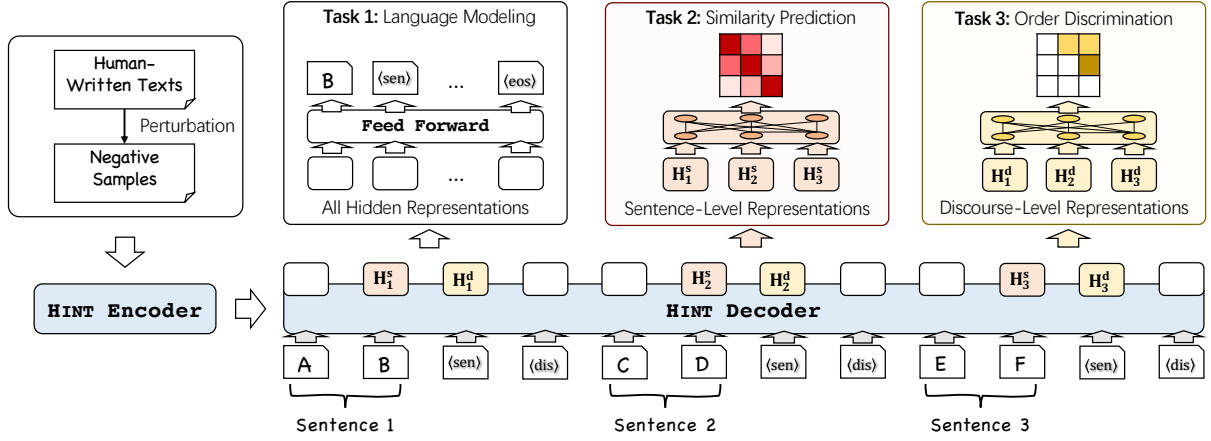 Human-
Written Texts
Perturbation
Negative
Samples
HINT Encoder
Task 1: Language Modeling
B ⟨sen⟩ ... ⟨eos⟩
Feed Forward
...
All Hidden Representations
Task 2: Similarity Prediction
H₁ˢ H₂ˢ H₃ˢ
Sentence-Level Representations
Task 3: Order Discrimination
H₁ᵈ H₂ᵈ H₃ᵈ
Discourse-Level Representations
H₁ˢ H₁ᵈ H₂ˢ H₂ᵈ H₃ˢ H₃ᵈ
HINT Decoder
A B ⟨sen⟩ ⟨dis⟩ C D ⟨sen⟩ ⟨dis⟩ E F ⟨sen⟩ ⟨dis⟩
Sentence 1 Sentence 2 Sentence 3